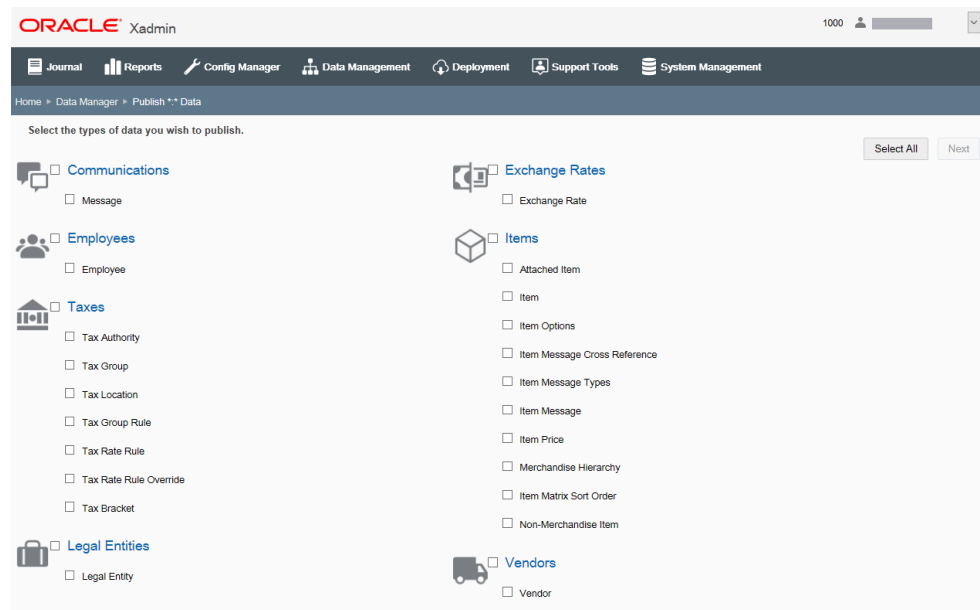 ORACLE Xadmin
1000
Journal Reports Config Manager Data Management Deployment Support Tools System Management
Home Data Manager Publish *:* Data
Select the types of data you wish to publish.
Select All Next
Communications
Message
Employees
Employee
Taxes
Tax Authority
Tax Group
Tax Location
Tax Group Rule
Tax Rate Rule
Tax Rate Rule Override
Tax Bracket
Legal Entities
Legal Entity
Exchange Rates
Exchange Rate
Items
Attached Item
Item
Item Options
Item Message Cross Reference
Item Message Types
Item Message
Item Price
Merchandise Hierarchy
Item Matrix Sort Order
Non-Merchandise Item
Vendors
Vendor